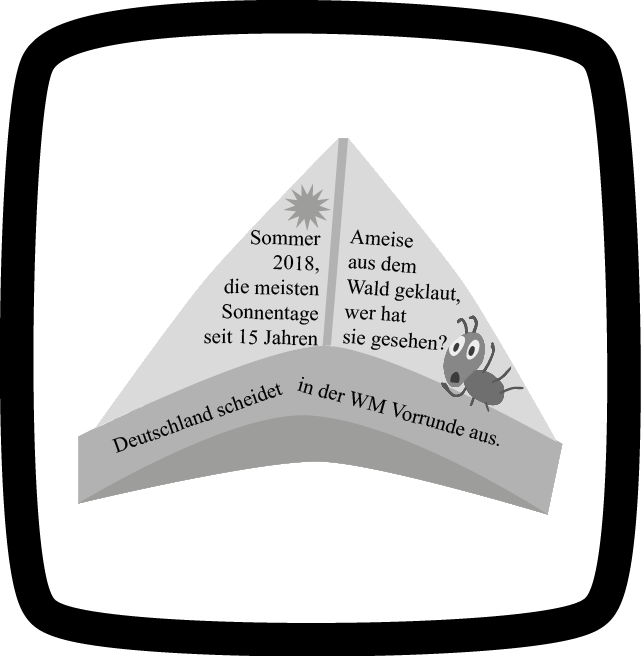 Sommer
2018,
die meisten
Sonnentage
seit 15 Jahren
Ameise
aus dem
Wald geklaut,
wer hat
sie gesehen?
Deutschland scheidet in der WM Vorrunde aus.